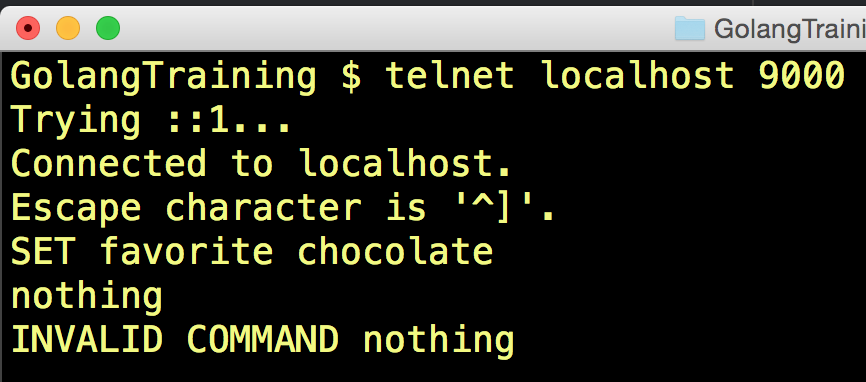 GolangTraini
GolangTraining $ telnet localhost 9000
Trying ::1...
Connected to localhost.
Escape character is '^]'.
SET favorite chocolate
nothing
INVALID COMMAND nothing